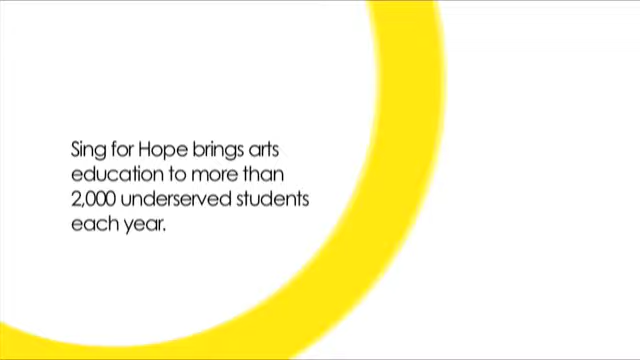 Sing for Hope brings arts
education to more than
2,000 underserved students
each year.